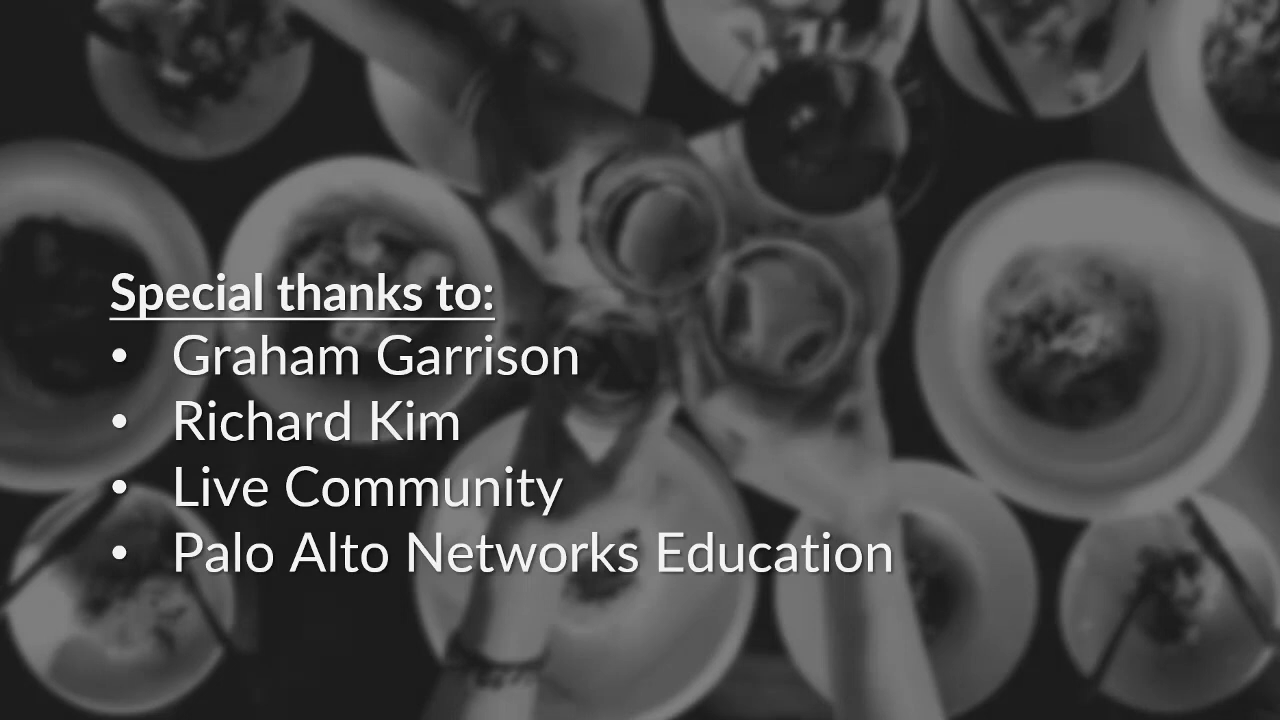 Special thanks to:
• Graham Garrison
• Richard Kim
• Live Community
• Palo Alto Networks Education